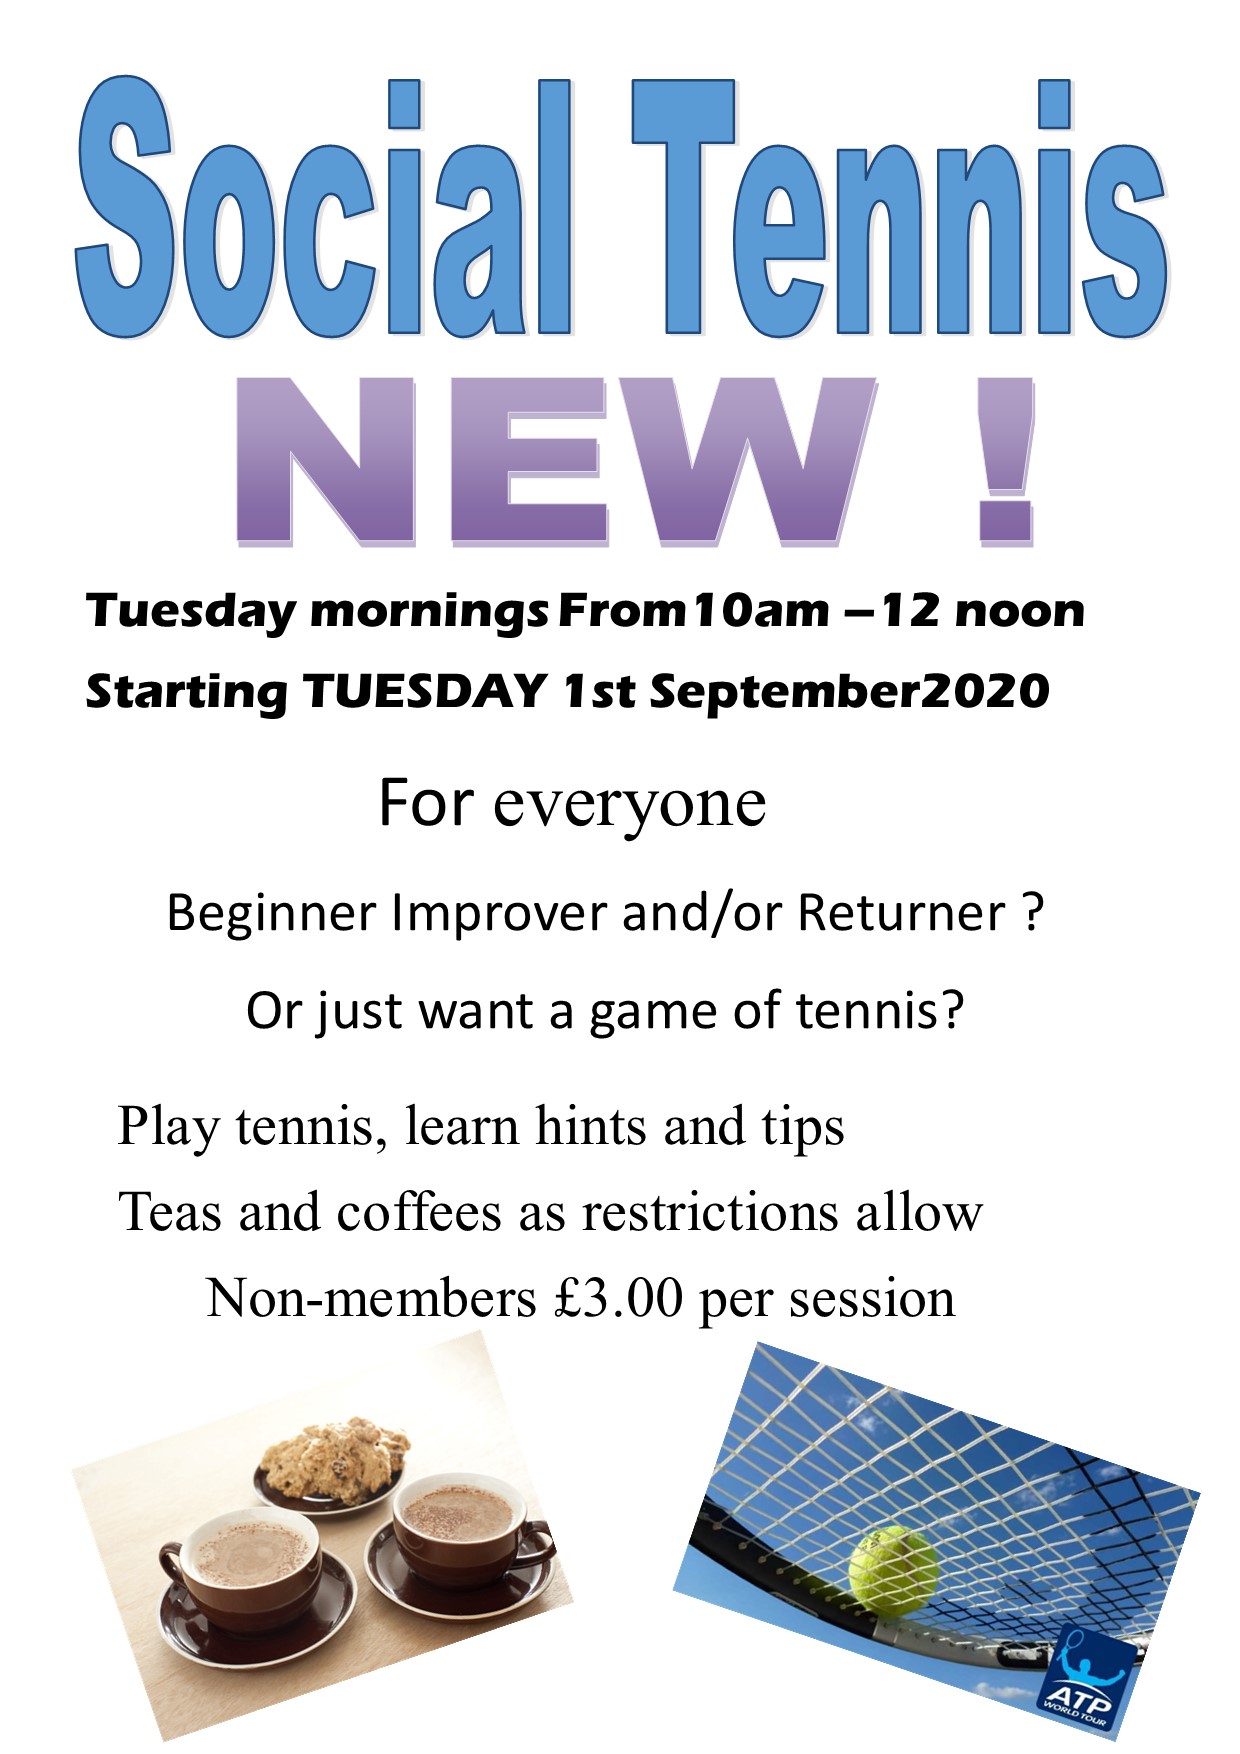 Social Tennis
NEW !
Tuesday mornings From10am –12 noon
Starting TUESDAY 1st September2020
For everyone
Beginner Improver and/or Returner ?
Or just want a game of tennis?
Play tennis, learn hints and tips
Teas and coffees as restrictions allow
Non-members £3.00 per session
ATP
WORLD TOUR